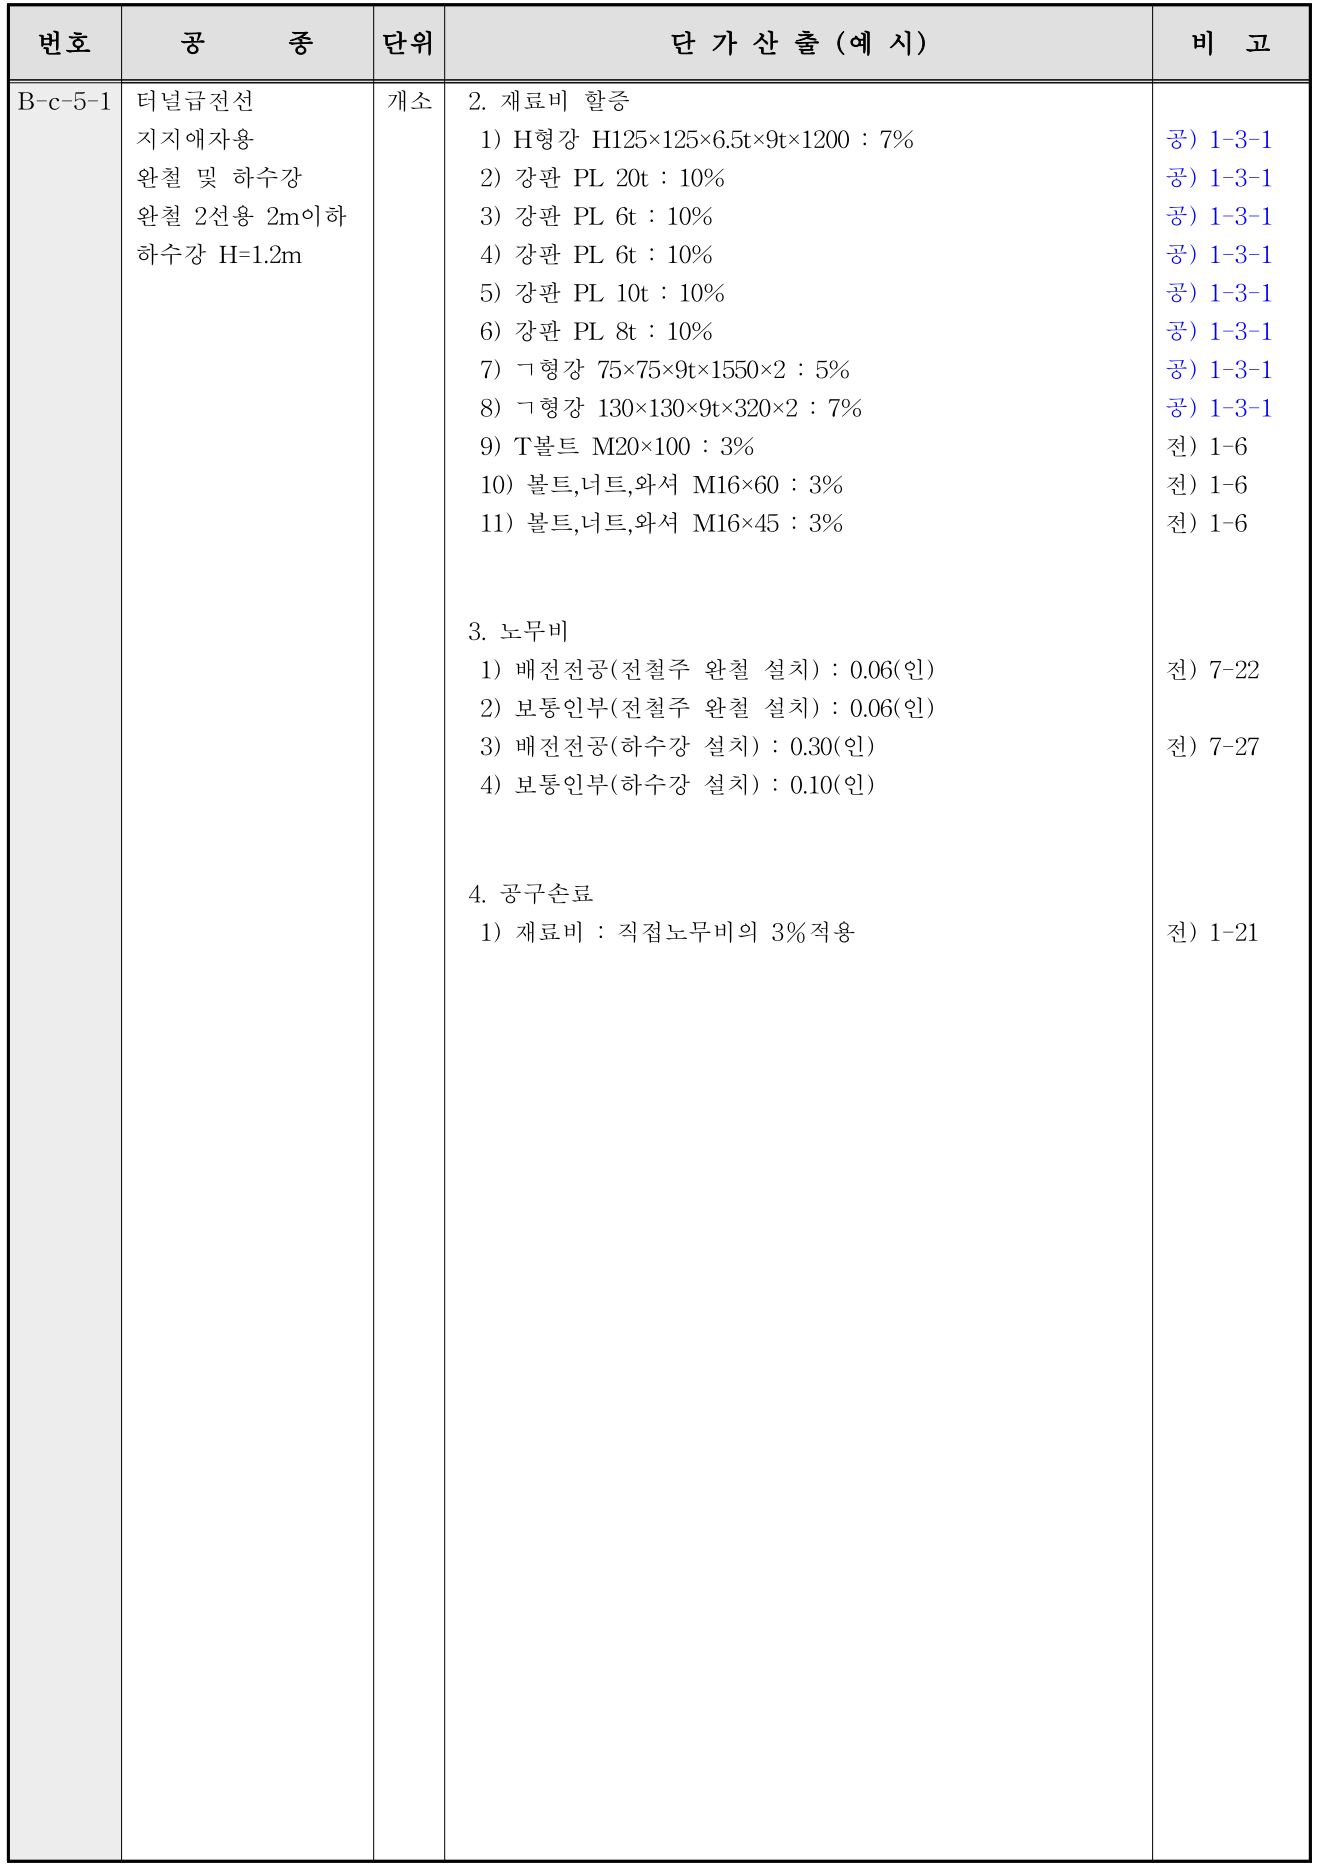 번호 공 종 단위 단 가 산 출 (예 시) 비 고
B-c-5-1 터널급전선 개소 2. 재료비 할증
지지애자용 1) H형강 H125×125×6.5t×9t×1200 : 7% 공) 1-3-1
완철 및 하수강 2) 강판 PL 20t : 10% 공) 1-3-1
완철 2선용 2m이하 3) 강판 PL 6t : 10% 공) 1-3-1
하수강 H=1.2m 4) 강판 PL 6t : 10% 공) 1-3-1
5) 강판 PL 10t : 10% 공) 1-3-1
6) 강판 PL 8t : 10% 공) 1-3-1
7) ㄱ형강 75×75×9t×1550×2 : 5% 공) 1-3-1
8) ㄱ형강 130×130×9t×320×2 : 7% 공) 1-3-1
9) T볼트 M20×100 : 3% 전) 1-6
10) 볼트,너트,와셔 M16×60 : 3% 전) 1-6
11) 볼트,너트,와셔 M16×45 : 3% 전) 1-6
3. 노무비
1) 배전전공(전철주 완철 설치) : 0.06(인) 전) 7-22
2) 보통인부(전철주 완철 설치) : 0.06(인)
3) 배전전공(하수강 설치) : 0.30(인) 전) 7-27
4) 보통인부(하수강 설치) : 0.10(인)
4. 공구손료
1) 재료비 : 직접노무비의 3%적용 전) 1-21